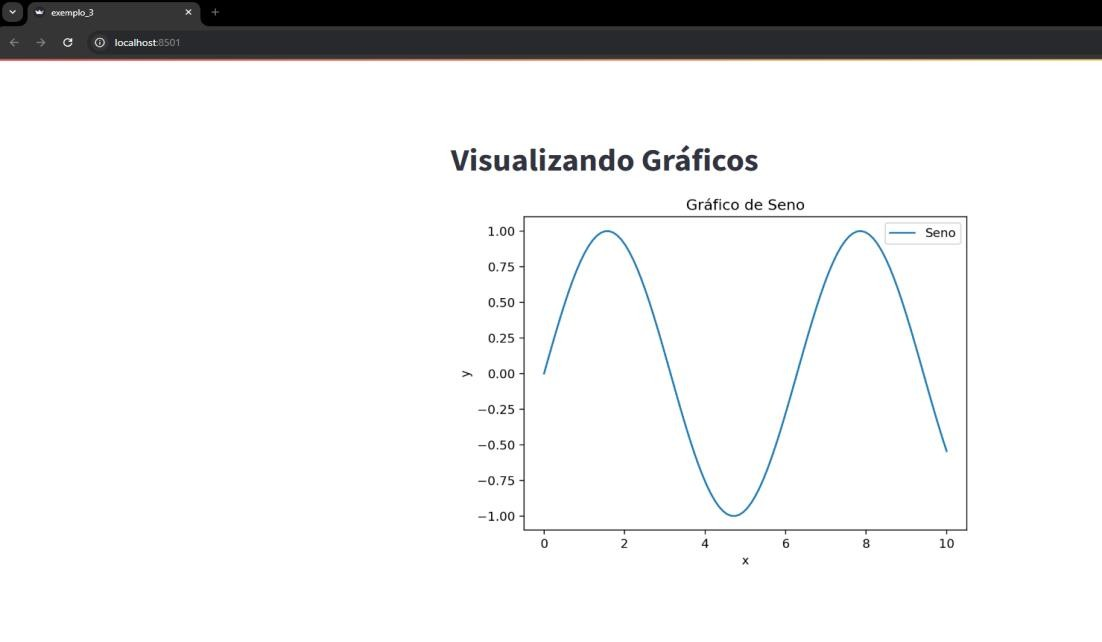 exemplo_3
localhost:8501
Visualizando Gráficos
Gráfico de Seno
Seno
1.00
0.75
0.50
0.25
0.00
−0.25
−0.50
−0.75
−1.00
y
0 2 4 6 8 10
x